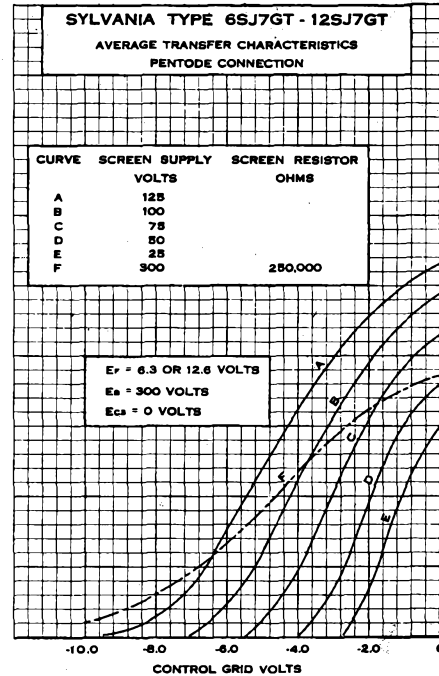 SYLVANIA TYPE 6SJ7GT - 12SJ7GT
AVERAGE TRANSFER CHARACTERISTICS
PENTODE CONNECTION
CURVE SCREEN SUPPLY SCREEN RESISTOR
VOLTS OHMS
A 125
B 100
C 75
D 50
E 25
F 300 250,000
A
EF = 6.3 OR 12.6 VOLTS
EB = 300 VOLTS
EC3 = 0 VOLTS
B
C
F
D
E
-10.0 -8.0 -6.0 -4.0 -2.0 0
CONTROL GRID VOLTS